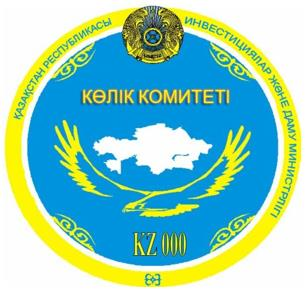 ҚАЗАҚСТАН РЕСПУБЛИКАСЫ
ИНВЕСТИЦИЯЛАР ЖӘНЕ ДАМУ МИНИСТРЛІГІ
КӨЛІК КОМИТЕТІ
KZ 000